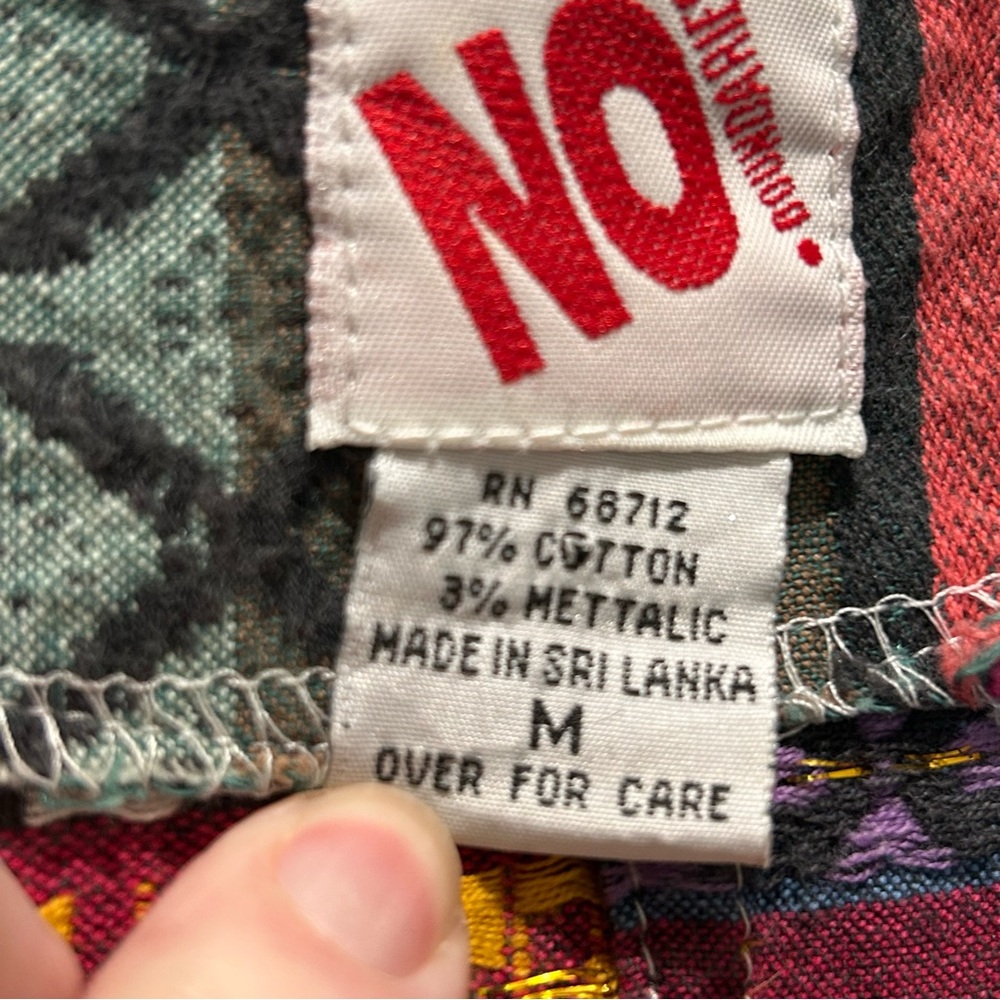 NO!
BOUNDARIES
RN 68712
97% COTTON
3% METTALIC
MADE IN SRI LANKA
M
OVER FOR CARE